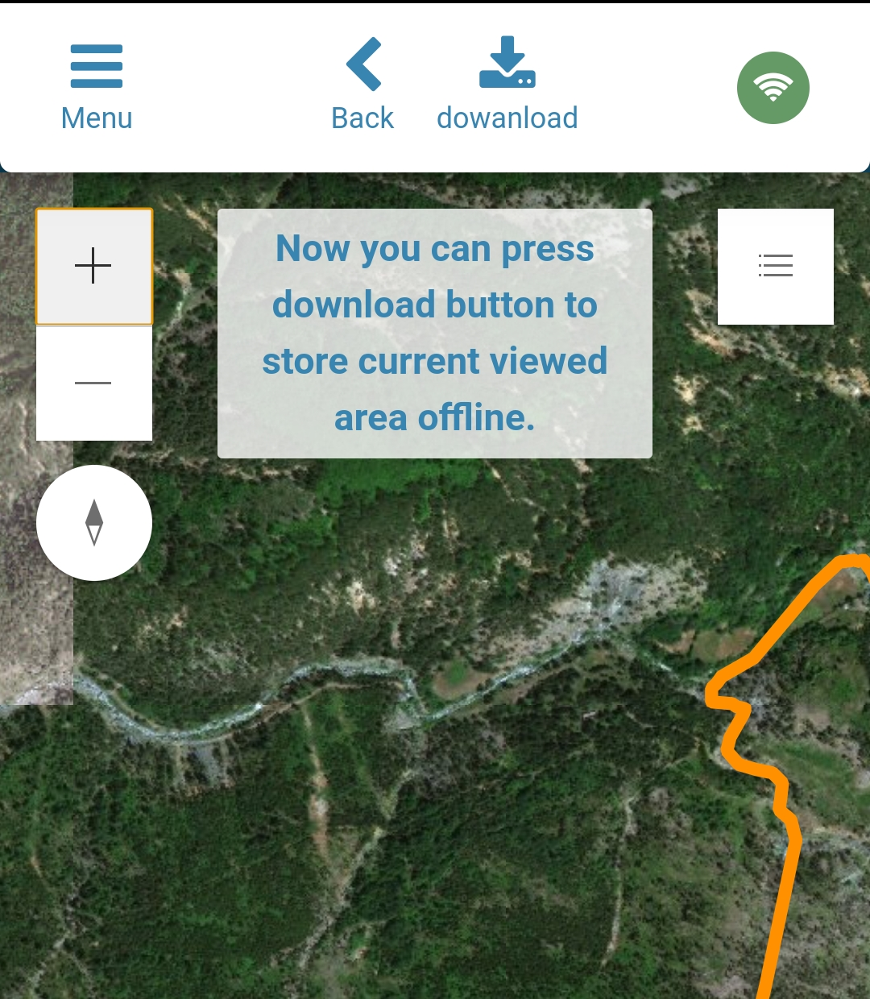 Menu
Back
dowanload
Now you can press
download button to
store current viewed
area offline.